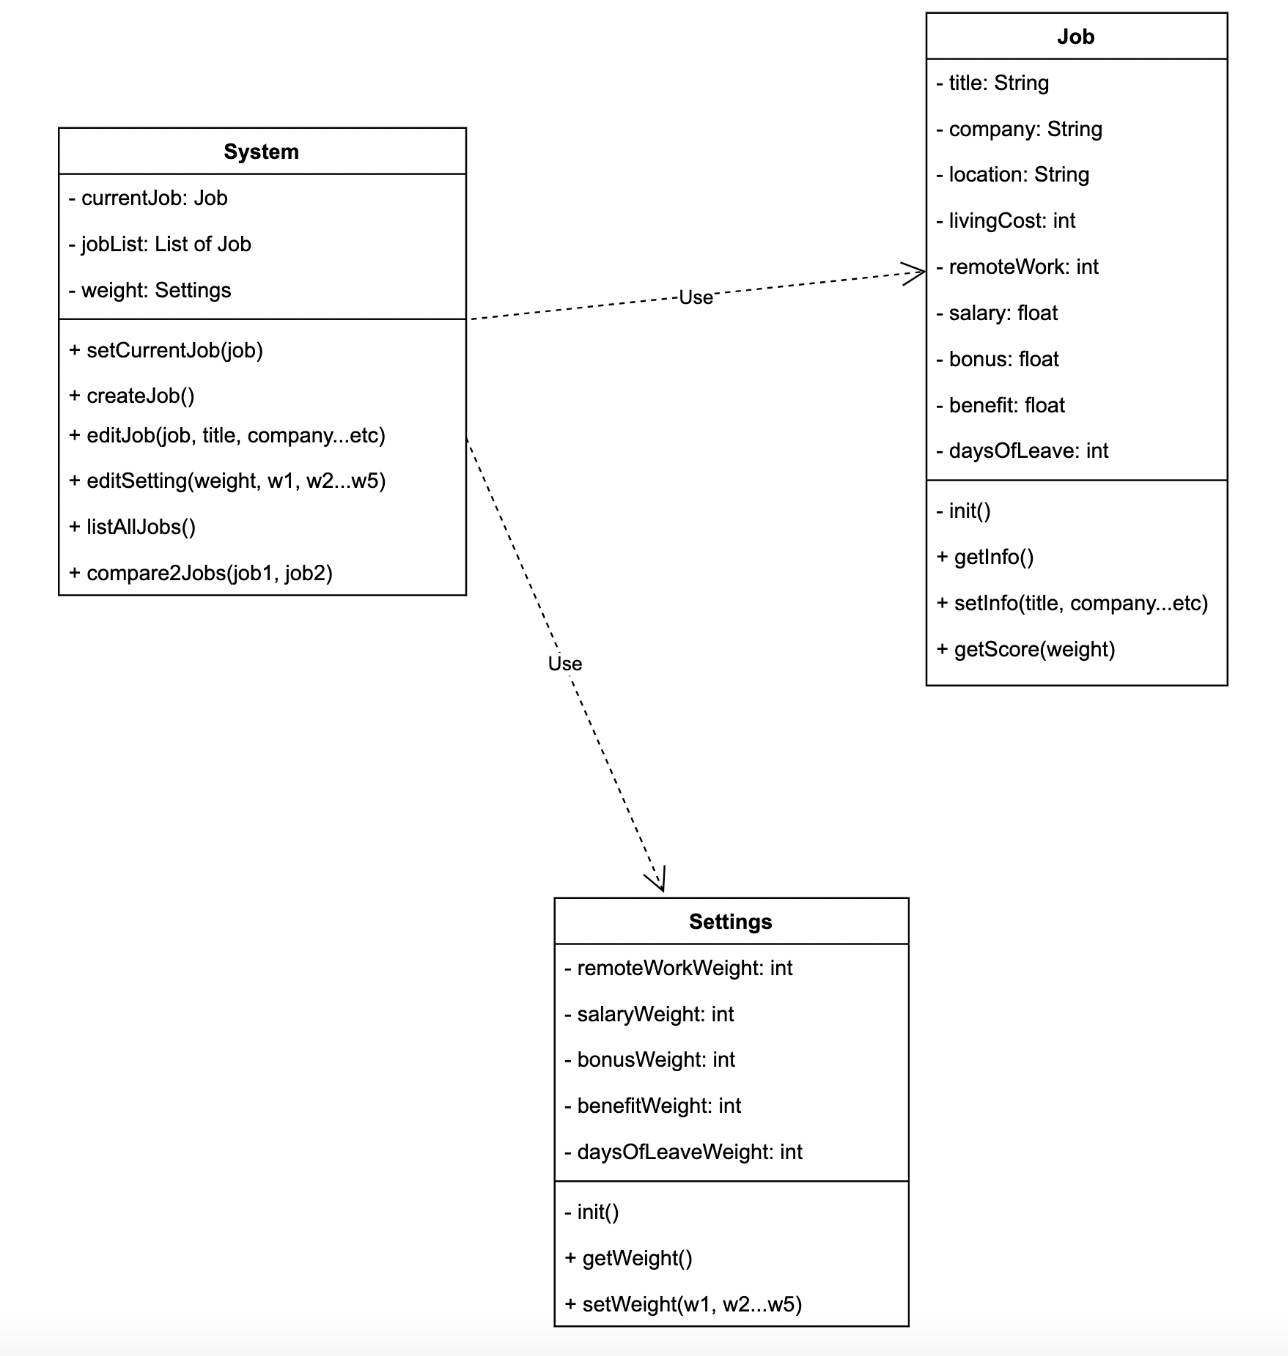 System
- currentJob: Job
- jobList: List of Job
- weight: Settings
+ setCurrentJob(job)
+ createJob()
+ editJob(job, title, company...etc)
+ editSetting(weight, w1, w2...w5)
+ listAllJobs()
+ compare2Jobs(job1, job2)
Use
Job
- title: String
- company: String
- location: String
- livingCost: int
- remoteWork: int
- salary: float
- bonus: float
- benefit: float
- daysOfLeave: int
- init()
+ getInfo()
+ setInfo(title, company...etc)
+ getScore(weight)
Use
Settings
- remoteWorkWeight: int
- salaryWeight: int
- bonusWeight: int
- benefitWeight: int
- daysOfLeaveWeight: int
- init()
+ getWeight()
+ setWeight(w1, w2...w5)